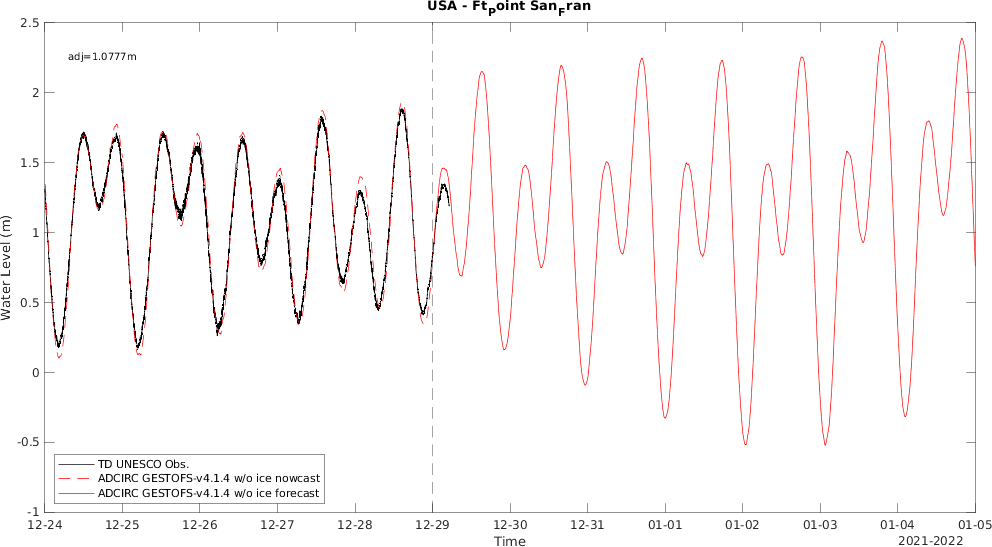 USA - FtPoint SanFran
adj=1.0777m
2.5
2
1.5
1
0.5
0
-0.5
-1
Water Level (m)
TD UNESCO Obs.
ADCIRC GESTOFS-v4.1.4 w/o ice nowcast
ADCIRC GESTOFS-v4.1.4 w/o ice forecast
12-24 12-25 12-26 12-27 12-28 12-29 12-30 12-31 01-01 01-02 01-03 01-04 01-05
Time
2021-2022